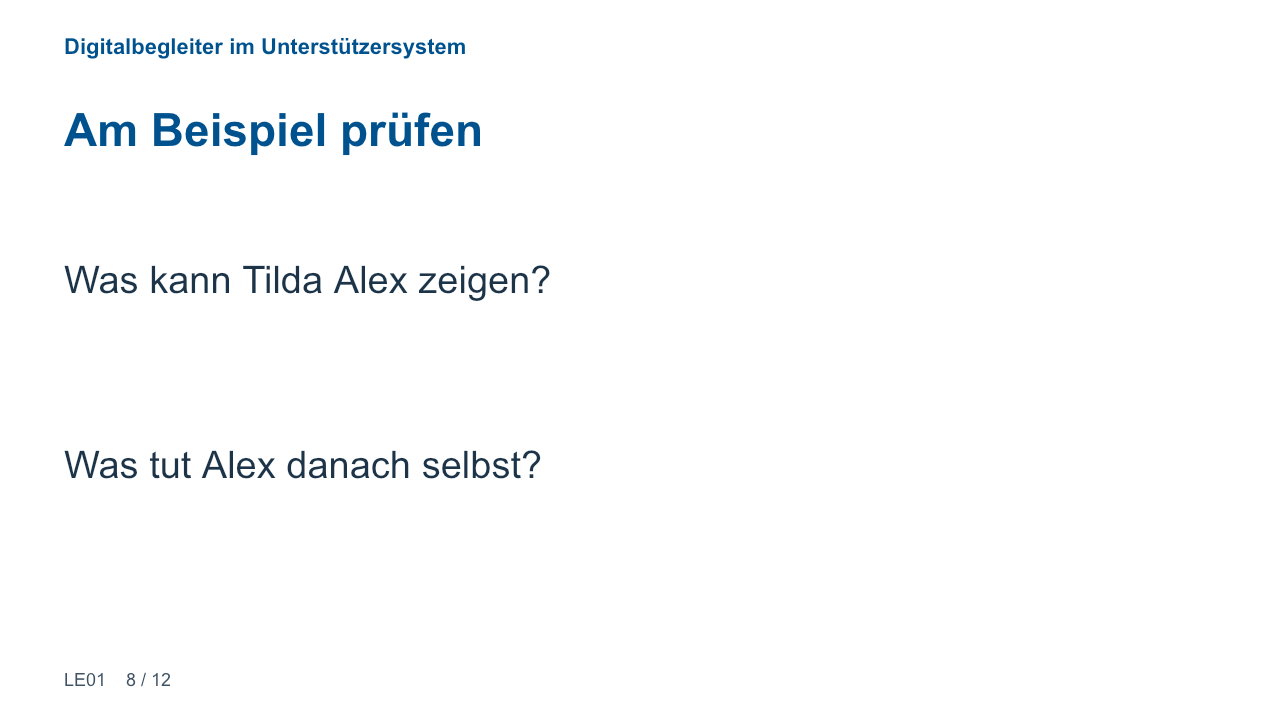 Digitalbegleiter im Unterstützersystem
Am Beispiel prüfen
Was kann Tilda Alex zeigen?
Was tut Alex danach selbst?
LE01 8 / 12